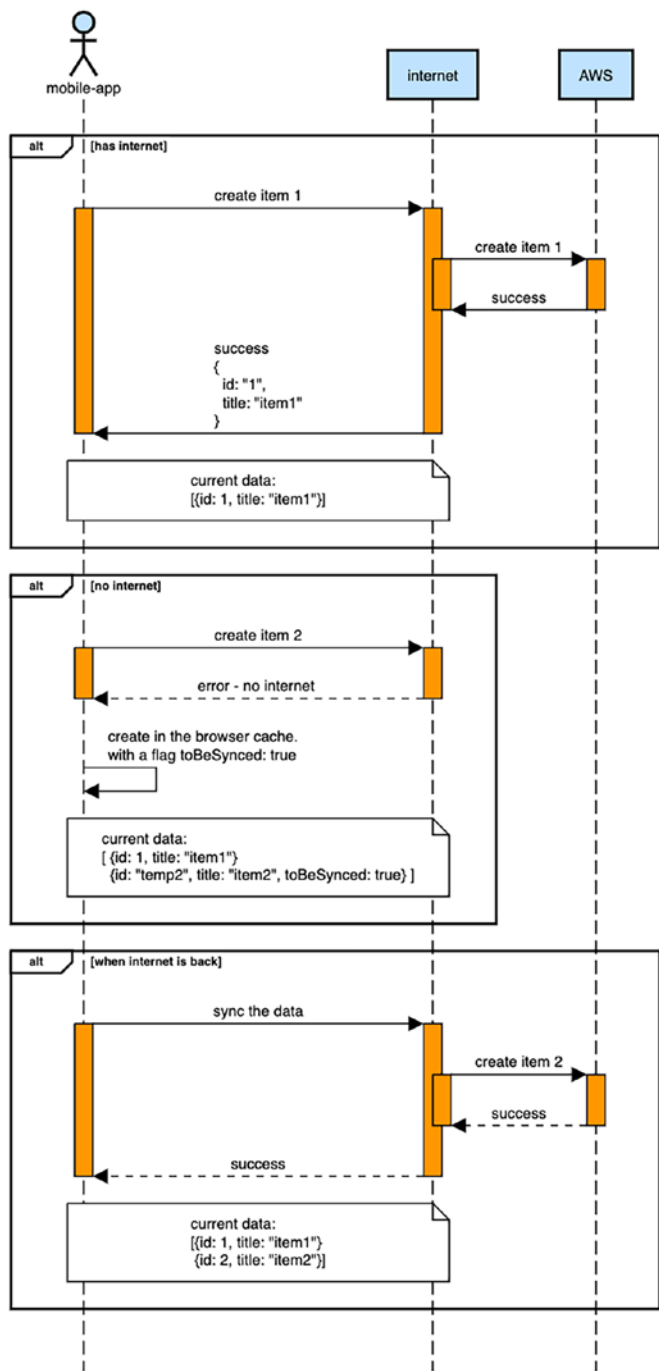 mobile-app
internet
AWS
alt
[has internet]
create item 1
create item 1
success
success
{
id: "1",
title: "item1"
}
current data:
[{id: 1, title: "item1"}]
alt
[no internet]
create item 2
error - no internet
create in the browser cache.
with a flag toBeSynced: true
current data:
[ {id: 1, title: "item1"}
{id: "temp2", title: "item2", toBeSynced: true} ]
alt
[when internet is back]
sync the data
create item 2
success
success
current data:
[{id: 1, title: "item1"}
{id: 2, title: "item2"}]